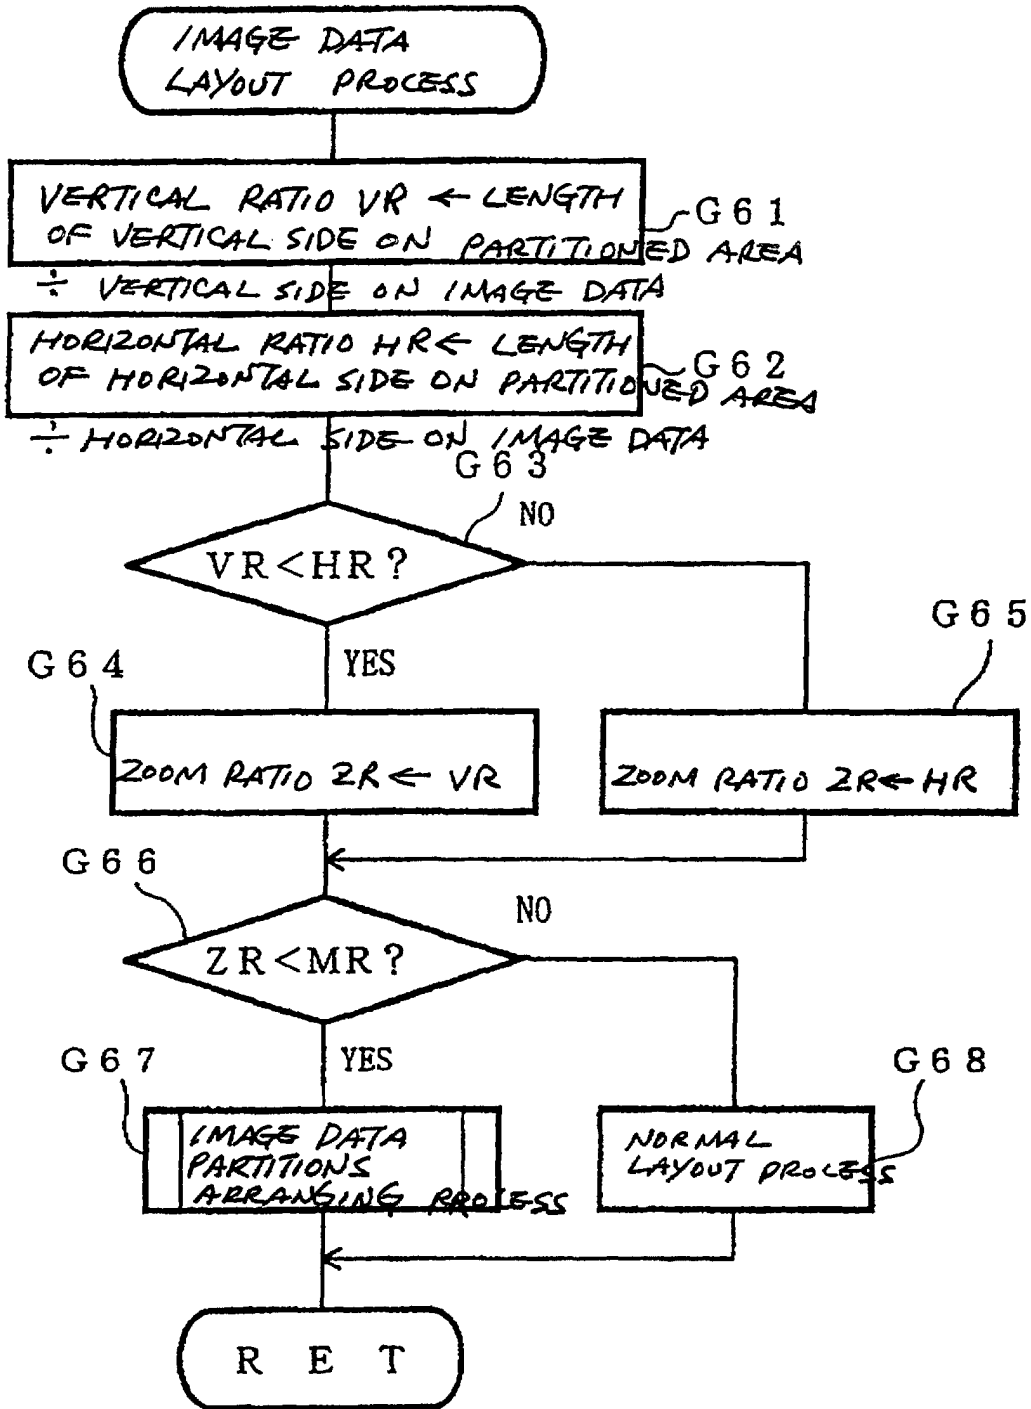 IMAGE DATA
LAYOUT PROCESS
VERTICAL RATIO VR ← LENGTH
OF VERTICAL SIDE ON PARTITIONED AREA
÷ VERTICAL SIDE ON IMAGE DATA
G61
HORIZONTAL RATIO HR ← LENGTH
OF HORIZONTAL SIDE ON PARTITIONED AREA
÷ HORIZONTAL SIDE ON IMAGE DATA
G62
G63
VR<HR?
NO
YES
G64
ZOOM RATIO ZR ← VR
G65
ZOOM RATIO ZR ← HR
G66
ZR<MR?
NO
YES
G67
IMAGE DATA
PARTITIONS
ARRANGING PROCESS
G68
NORMAL
LAYOUT PROCESS
RET